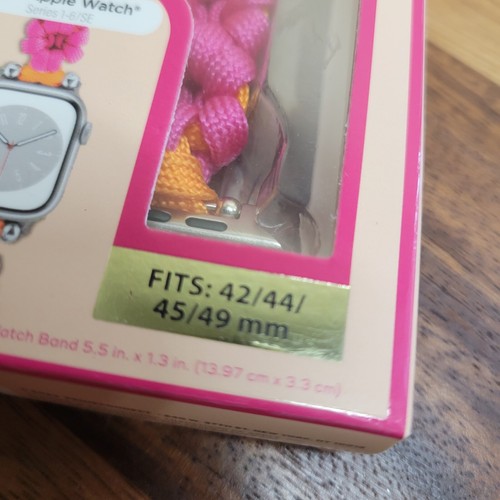 Apple Watch®
Series 1-8/SE
FITS: 42/44/
45/49 mm
Watch Band 5.5 in. x 1.3 in. (13.97 cm x 3.3 cm)